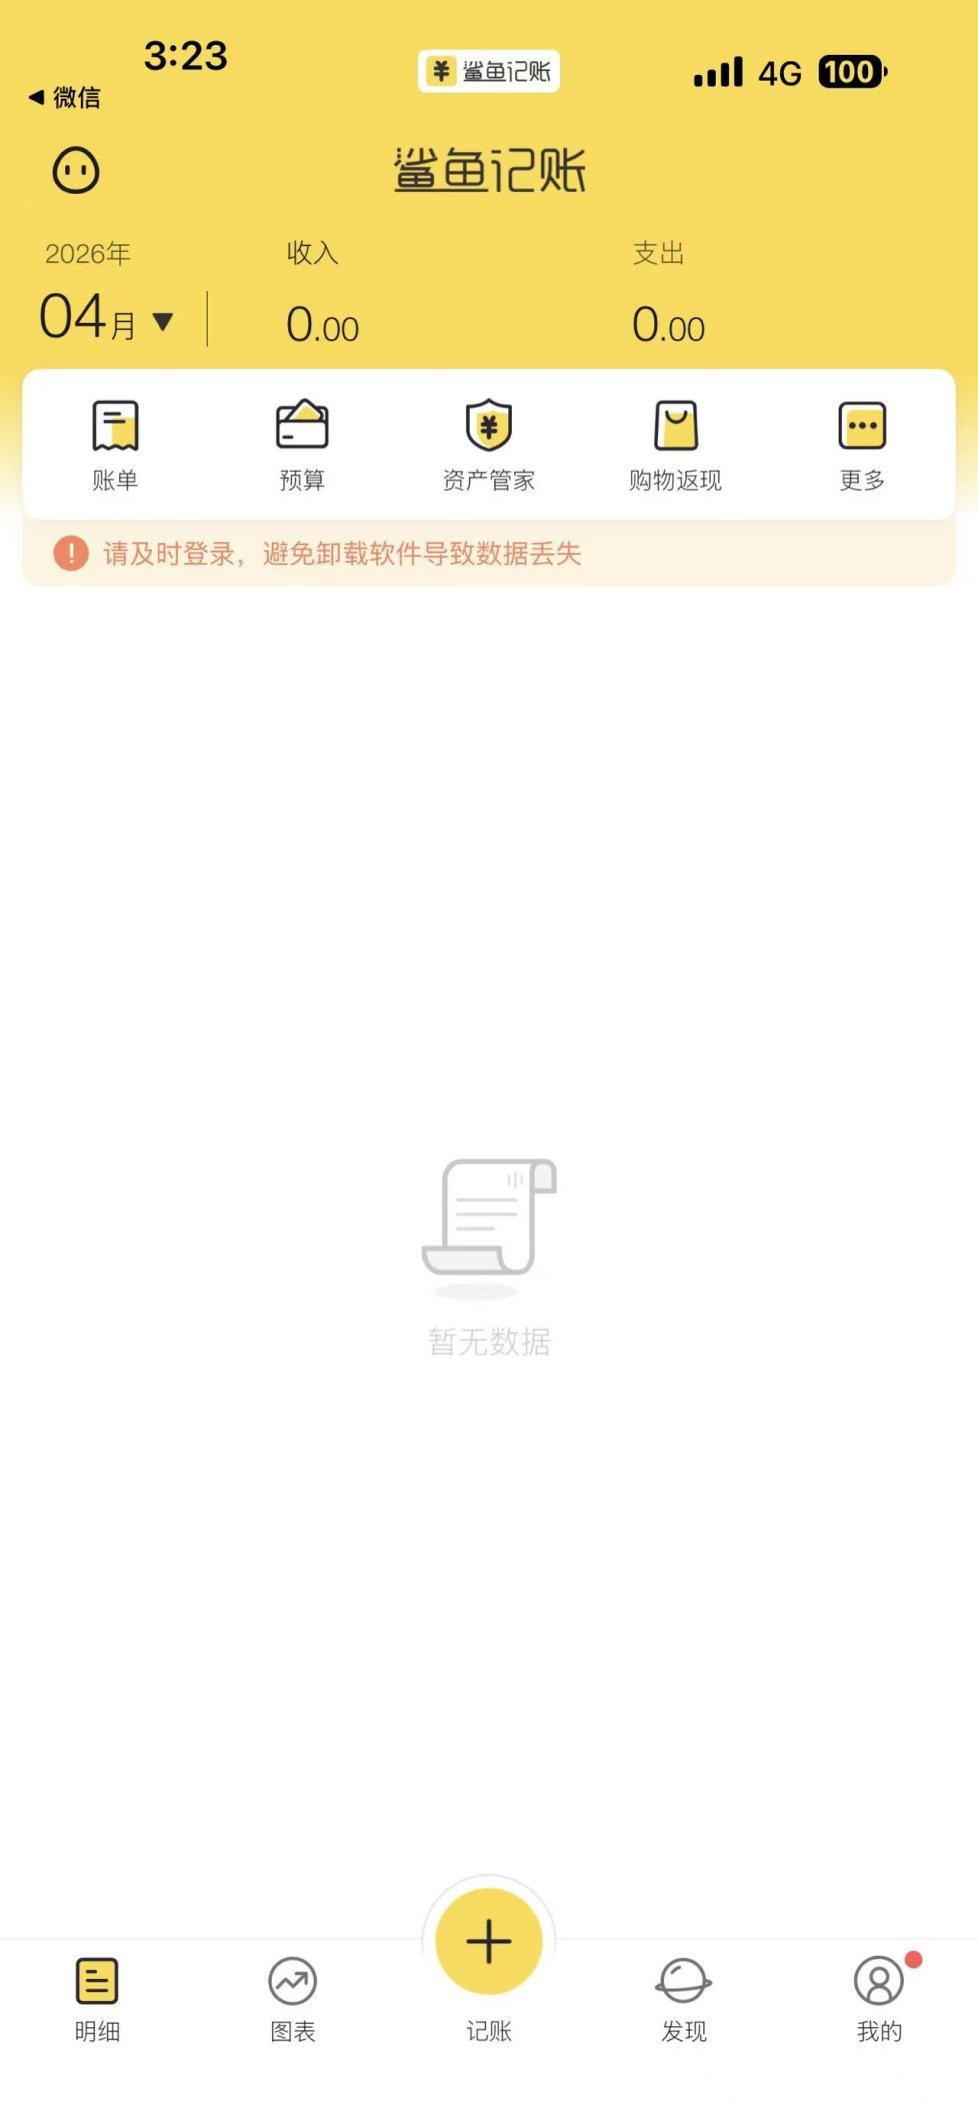 3:23
鲨鱼记账
4G
100
微信
鲨鱼记账
2026年
收入
支出
04月
0.00
0.00
账单
预算
资产管家
购物返现
更多
请及时登录，避免卸载软件导致数据丢失
暂无数据
明细
图表
记账
发现
我的